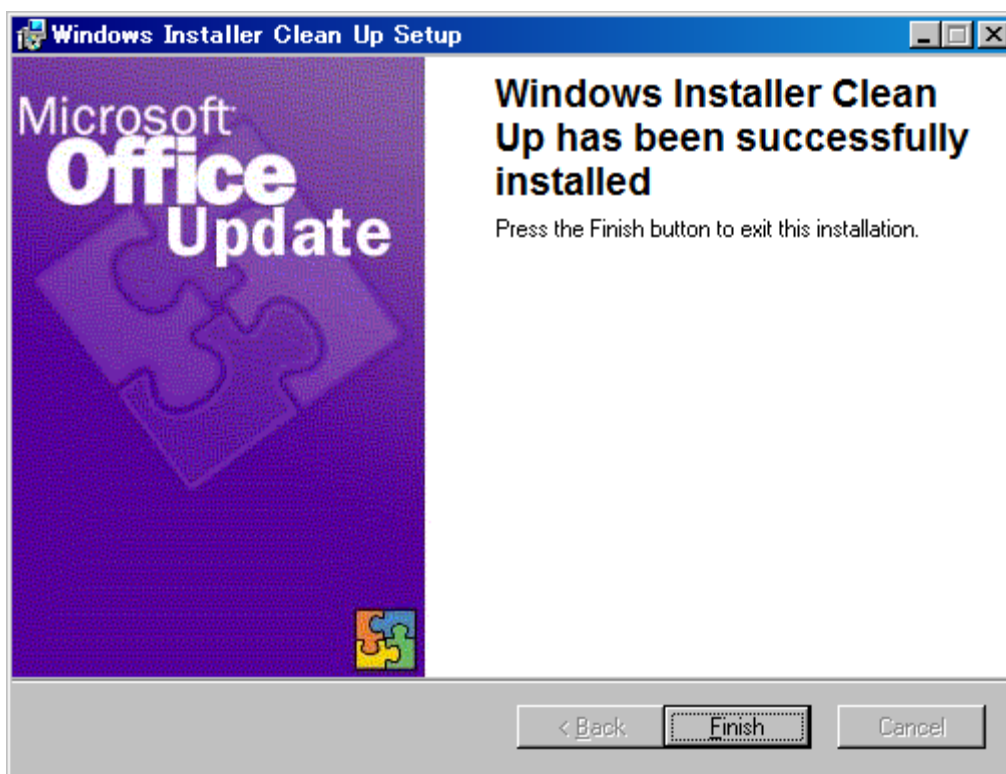 Windows Installer Clean Up Setup
Microsoft
Office
Update
Windows Installer Clean
Up has been successfully
installed
Press the Finish button to exit this installation.
< Back
Finish
Cancel